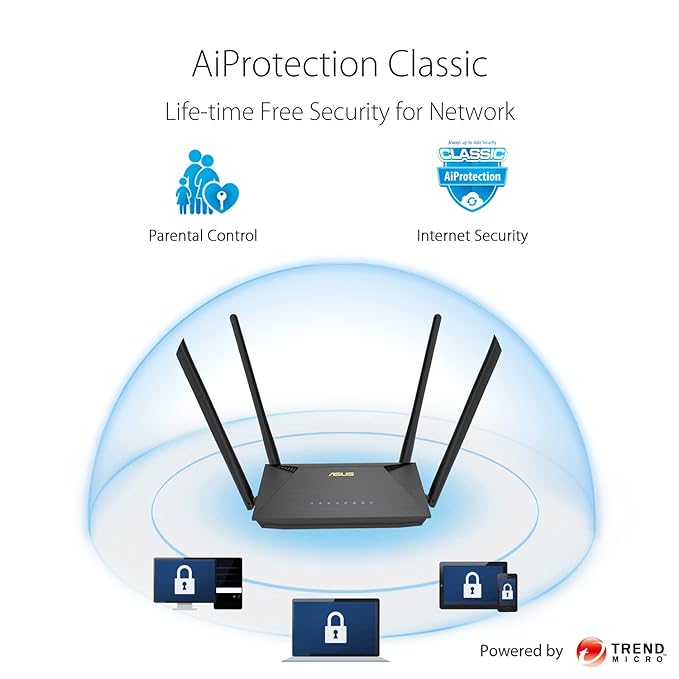 AiProtection Classic
Life-time Free Security for Network
Always up-to-date Security
CLASSIC
AiProtection
Parental Control
Internet Security
ASUS
Powered by
TREND
MICRO